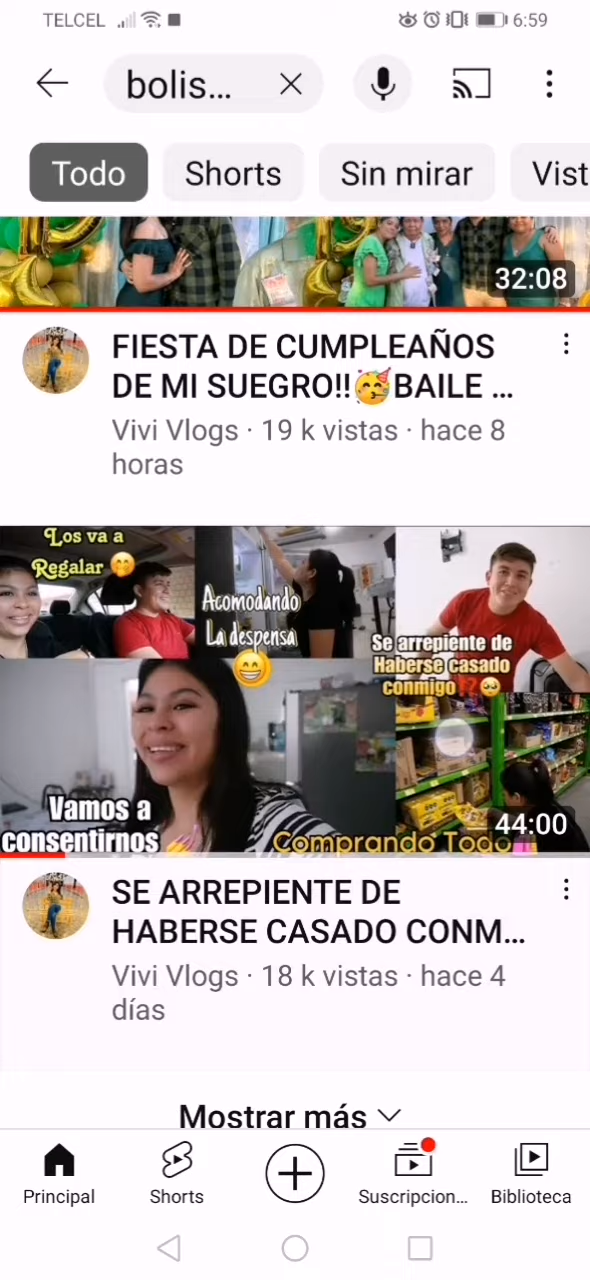 TELCEL 6:59
bolis...
Todo Shorts Sin mirar Vist
32:08
FIESTA DE CUMPLEAÑOS
DE MI SUEGRO!!🥳BAILE ...
Vivi Vlogs · 19 k vistas · hace 8
horas
Los va a
Regalar 🤭
Acomodando
La despensa
😁
Se arrepiente de
Haberse casado
conmigo ⁉️🥺
Vamos a
consentirnos 💅
Comprando Todo
44:00
SE ARREPIENTE DE
HABERSE CASADO CONM...
Vivi Vlogs · 18 k vistas · hace 4
días
Mostrar más
Principal Shorts Suscripcion... Biblioteca